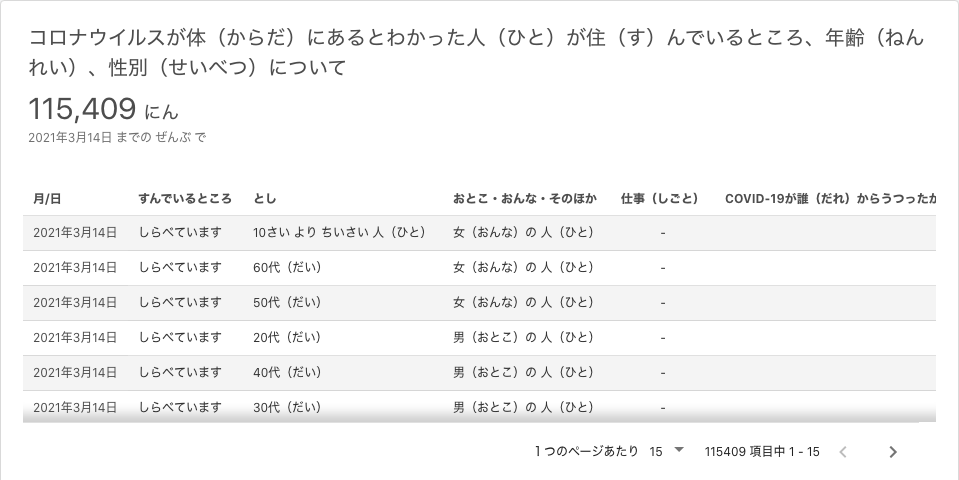 コロナウイルスが体（からだ）にあるとわかった人（ひと）が住（す）んでいるところ、年齢（ねん
れい）、性別（せいべつ）について
115,409 にん
2021年3月14日 までの ぜんぶ で
月/日 すんでいるところ とし おとこ・おんな・そのほか 仕事（しごと） COVID-19が誰（だれ）からうつったか
2021年3月14日 しらべています 10さい より ちいさい 人（ひと） 女（おんな）の 人（ひと） -
2021年3月14日 しらべています 60代（だい） 女（おんな）の 人（ひと） -
2021年3月14日 しらべています 50代（だい） 女（おんな）の 人（ひと） -
2021年3月14日 しらべています 20代（だい） 男（おとこ）の 人（ひと） -
2021年3月14日 しらべています 40代（だい） 男（おとこ）の 人（ひと） -
2021年3月14日 しらべています 30代（だい） 男（おとこ）の 人（ひと） -
1 つのページあたり 15 115409 項目中 1 - 15